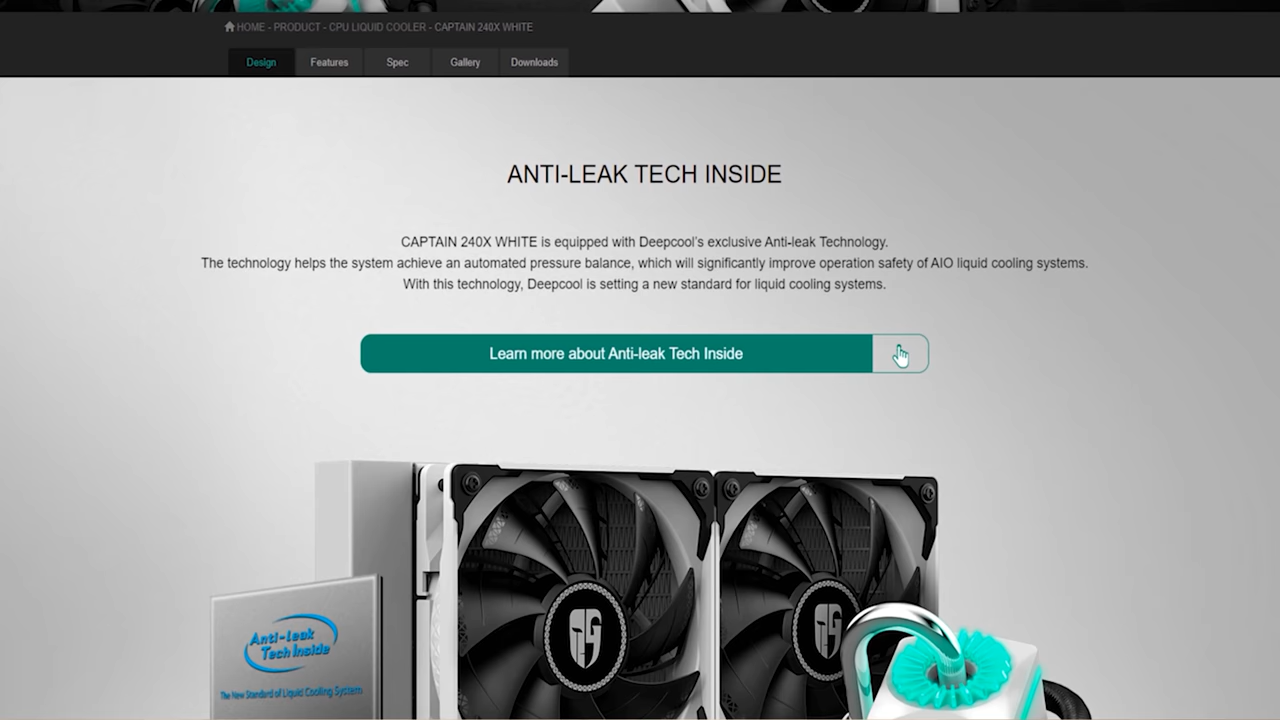 HOME - PRODUCT - CPU LIQUID COOLER - CAPTAIN 240X WHITE
Design Features Spec Gallery Downloads
ANTI-LEAK TECH INSIDE
CAPTAIN 240X WHITE is equipped with Deepcool's exclusive Anti-leak Technology.
The technology helps the system achieve an automated pressure balance, which will significantly improve operation safety of AIO liquid cooling systems.
With this technology, Deepcool is setting a new standard for liquid cooling systems.
Learn more about Anti-leak Tech Inside
Anti-leak
Tech Inside
The New Standard of Liquid Cooling System